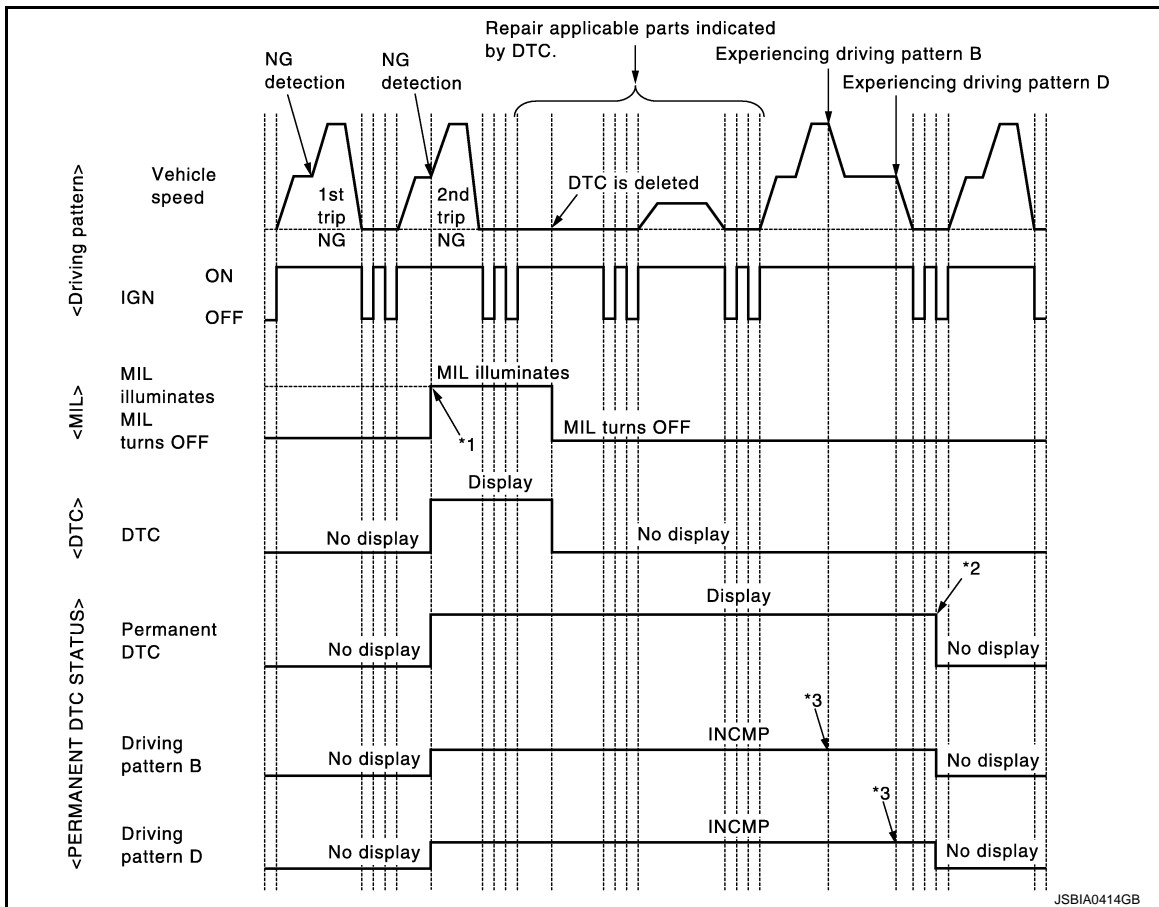 Repair applicable parts indicated
by DTC.
Experiencing driving pattern B
Experiencing driving pattern D
NG
detection
NG
detection
<Driving pattern>
Vehicle
speed
1st
trip
NG
2nd
trip
NG
DTC is deleted
IGN
ON
OFF
<MIL>
MIL
illuminates
MIL
turns OFF
MIL illuminates
*1
MIL turns OFF
<DTC>
DTC
No display
Display
No display
<PERMANENT DTC STATUS>
Permanent
DTC
No display
Display
*2
No display
Driving
pattern B
No display
INCMP
*3
No display
Driving
pattern D
No display
INCMP
*3
No display
JSBIA0414GB